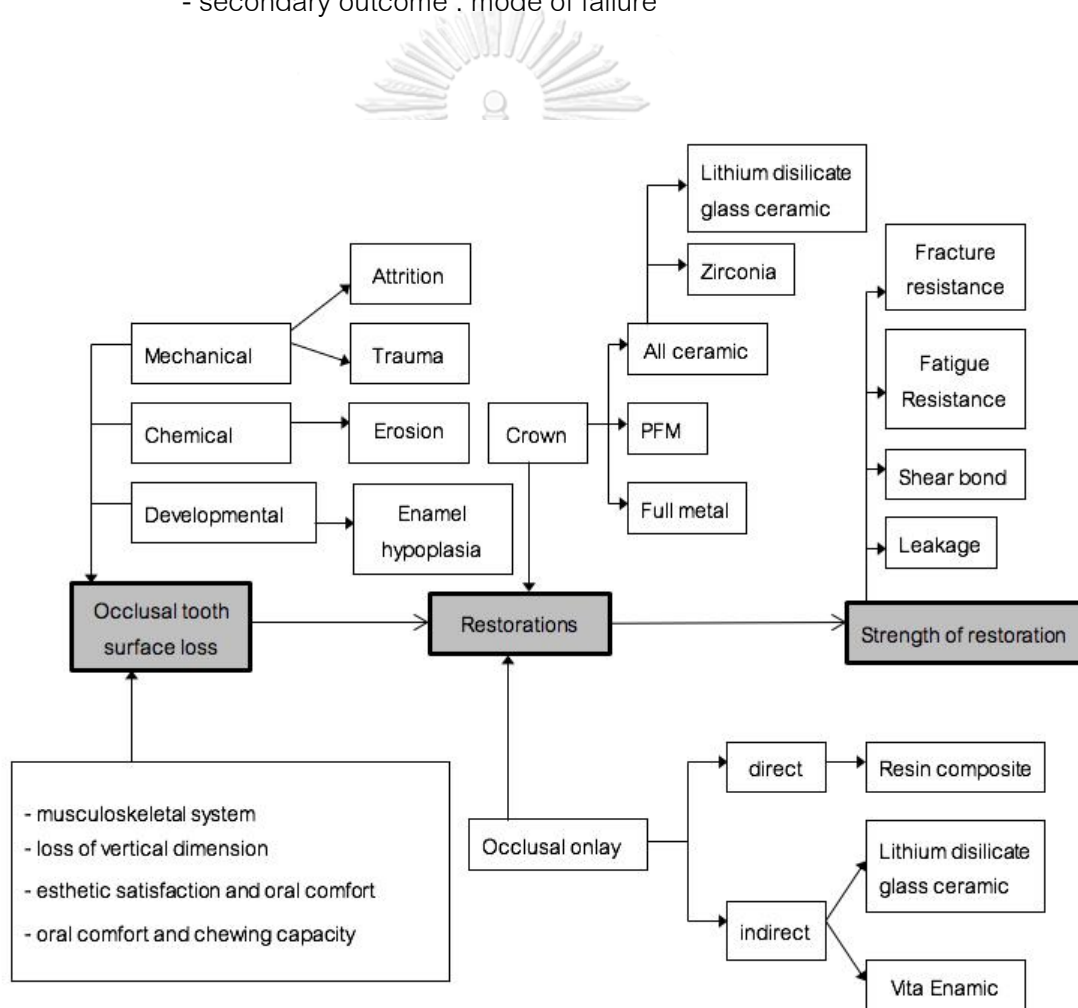 - secondary outcome : mode of failure
Lithium disilicate
glass ceramic
Zirconia
All ceramic
PFM
Full metal
Crown
Attrition
Trauma
Mechanical
Chemical
Erosion
Developmental
Enamel
hypoplasia
Fracture
resistance
Fatigue
Resistance
Shear bond
Leakage
Occlusal tooth
surface loss
Restorations
Strength of restoration
- musculoskeletal system
- loss of vertical dimension
- esthetic satisfaction and oral comfort
- oral comfort and chewing capacity
Occlusal onlay
direct
Resin composite
indirect
Lithium disilicate
glass ceramic
Vita Enamic